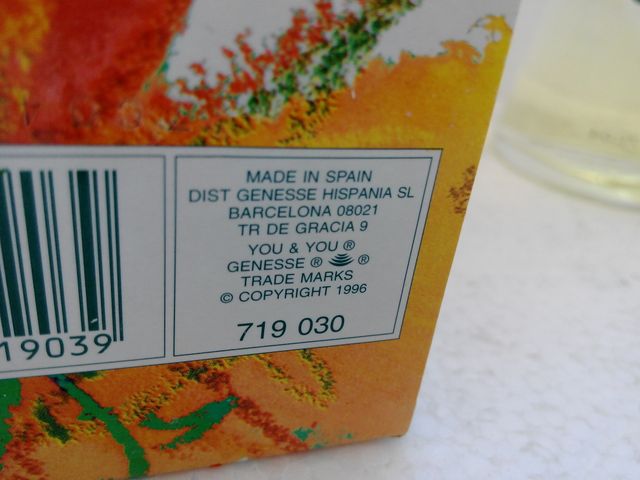 MADE IN SPAIN
DIST GENESSE HISPANIA SL
BARCELONA 08021
TR DE GRACIA 9
YOU & YOU ®
GENESSE ® ®
TRADE MARKS
© COPYRIGHT 1996
719 030
19039